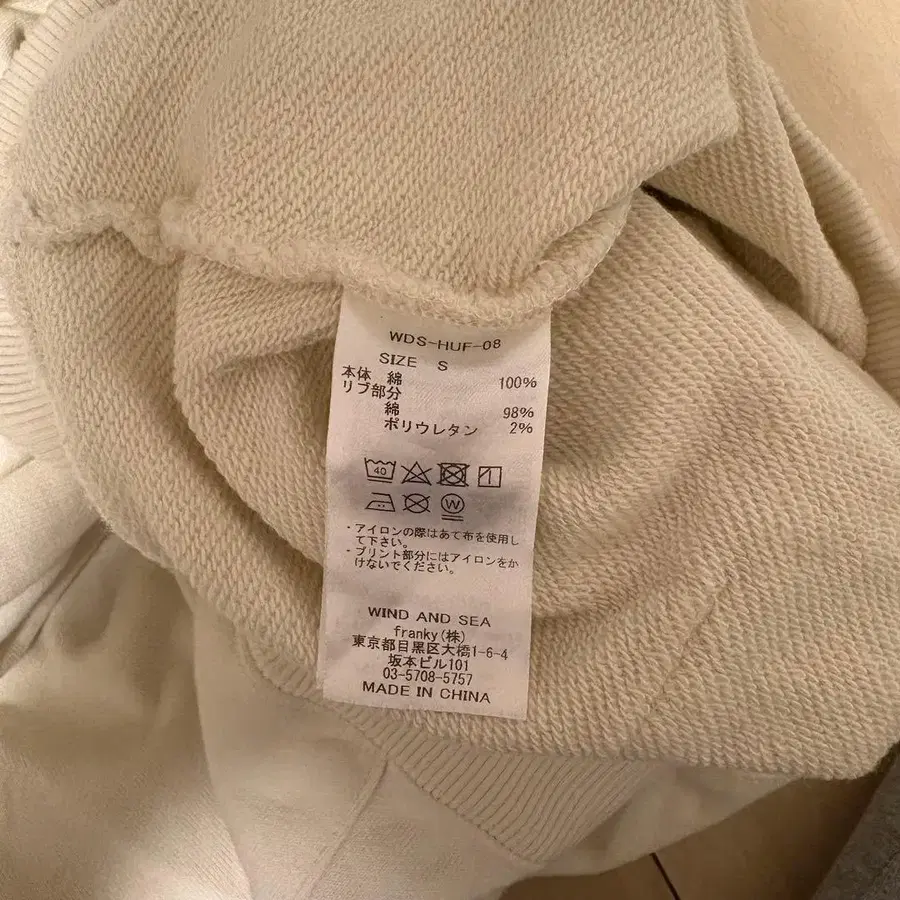 WDS-HUF-08
SIZE S
本体 綿 100%
リブ部分
綿 98%
ポリウレタン 2%
40
W
・アイロンの際はあて布を使用し
て下さい。
・プリント部分にはアイロンをか
けないでください。
WIND AND SEA
franky(株)
東京都目黒区大橋1-6-4
坂本ビル101
03-5708-5757
MADE IN CHINA